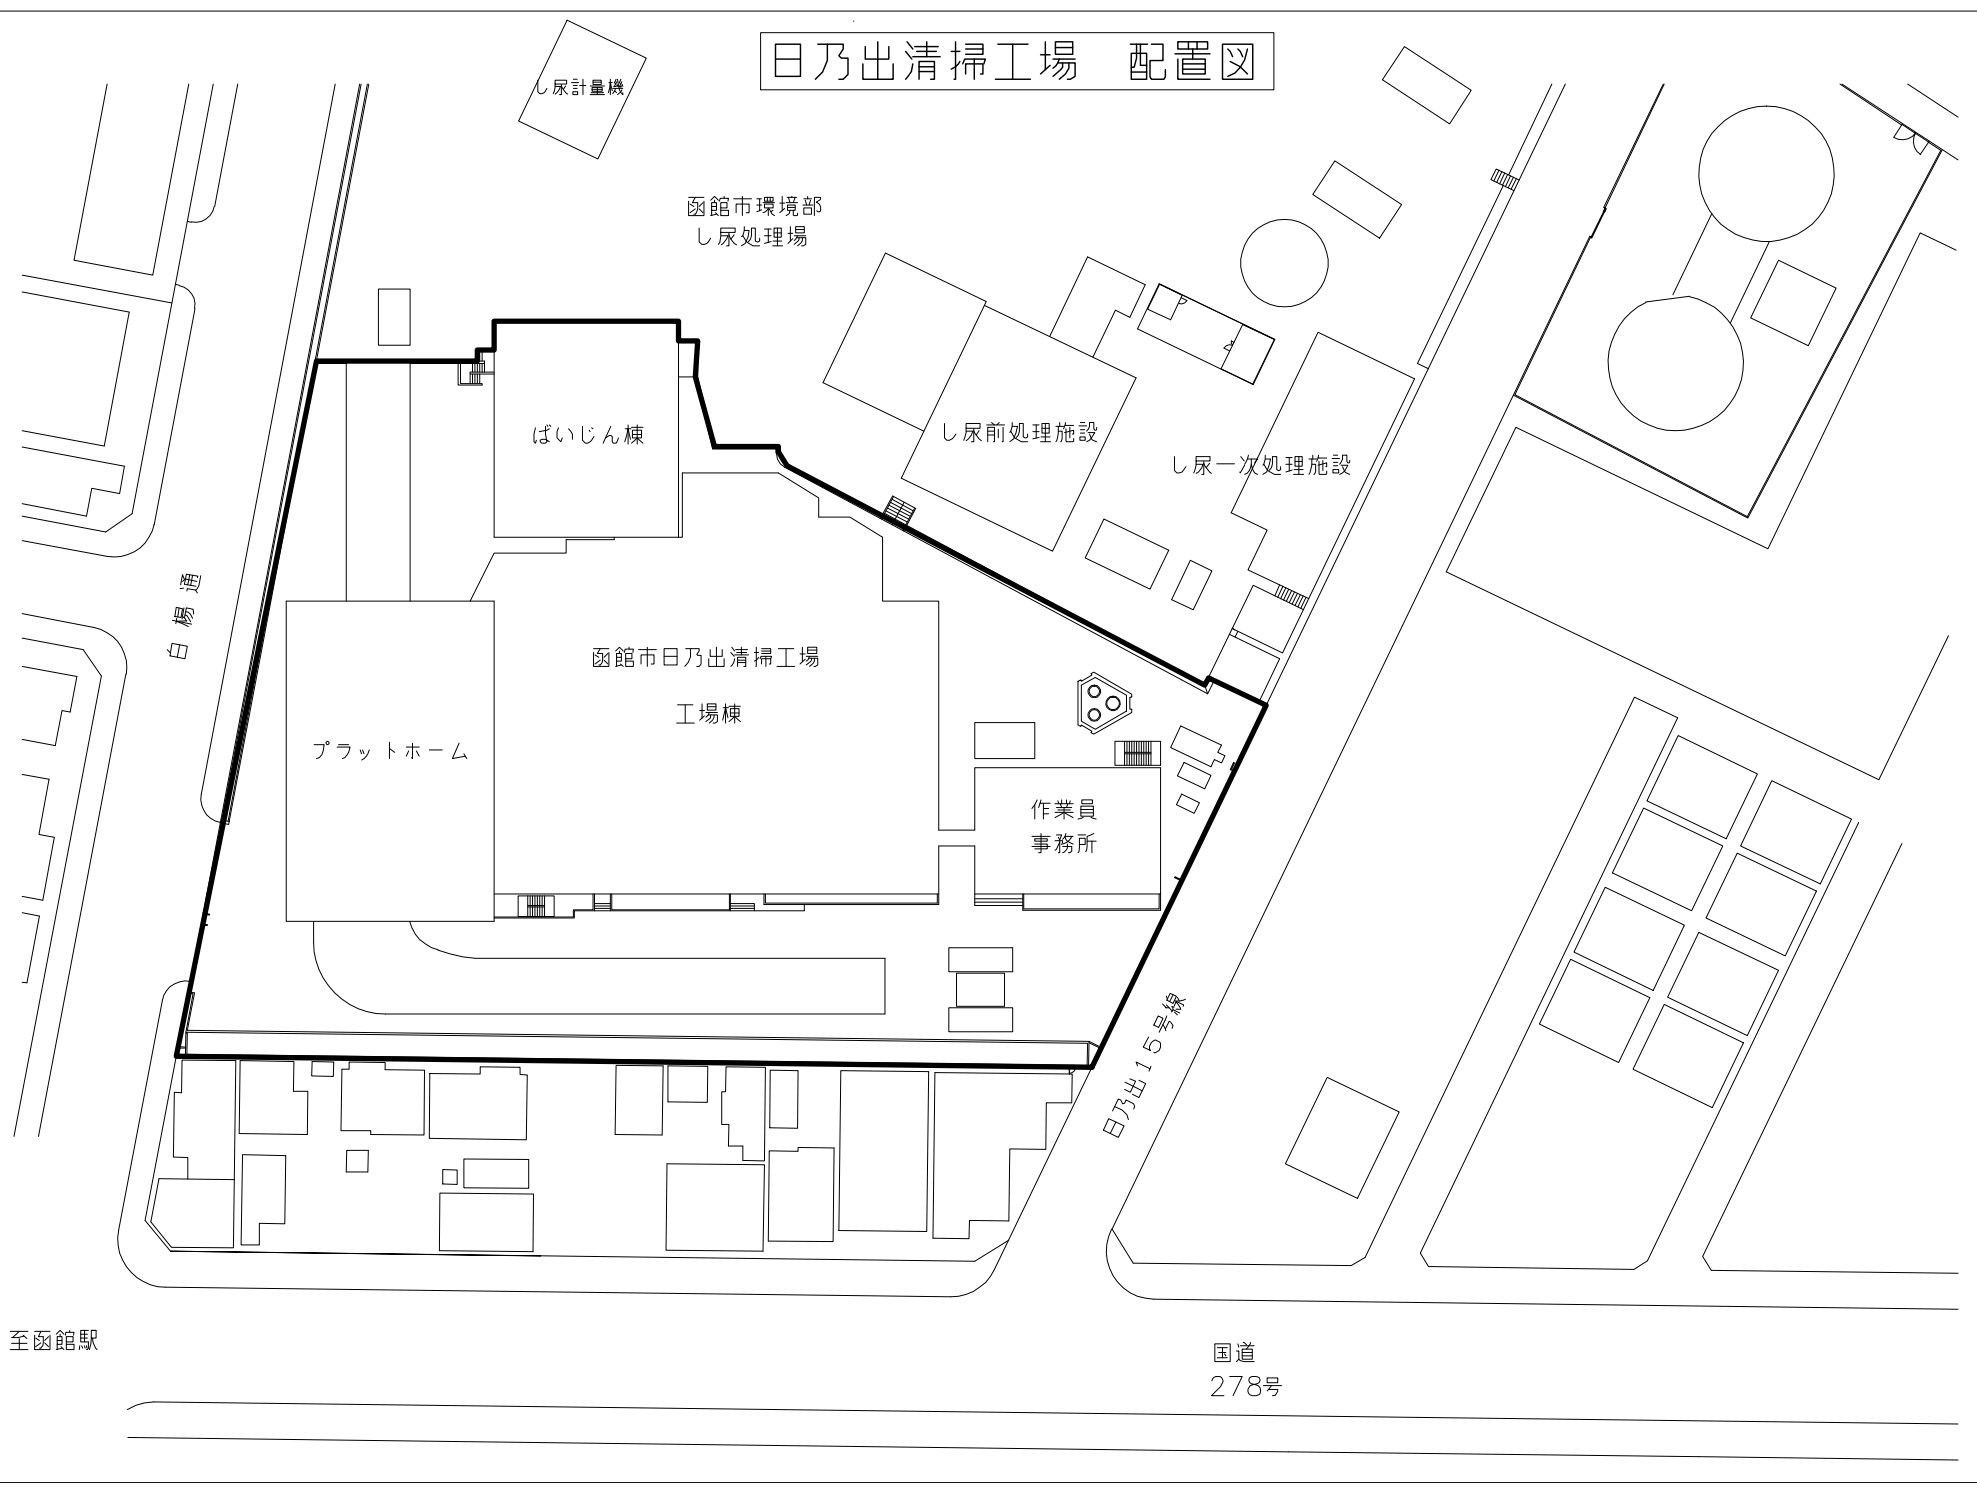 日乃出清掃工場　配置図
し尿計量機
函館市環境部
し尿処理場
ばいじん棟
し尿前処理施設
し尿一次処理施設
白楊通
函館市日乃出清掃工場
工場棟
プラットホーム
作業員
事務所
日乃出１５号線
至函館駅
国道
278号